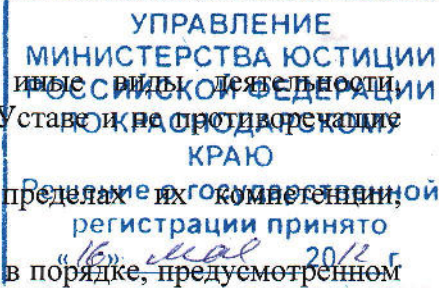 УПРАВЛЕНИЕ
МИНИСТЕРСТВА ЮСТИЦИИ
иные виды деятельности,
РОССИЙСКОЙ ФЕДЕРАЦИИ
Уставе и не противоречащие
ПО КРАСНОДАРСКОМУ
КРАЮ
пределах их компетенции,
Решение о государственной
регистрации принято
«16» мая 2012 г.
в порядке, предусмотренном